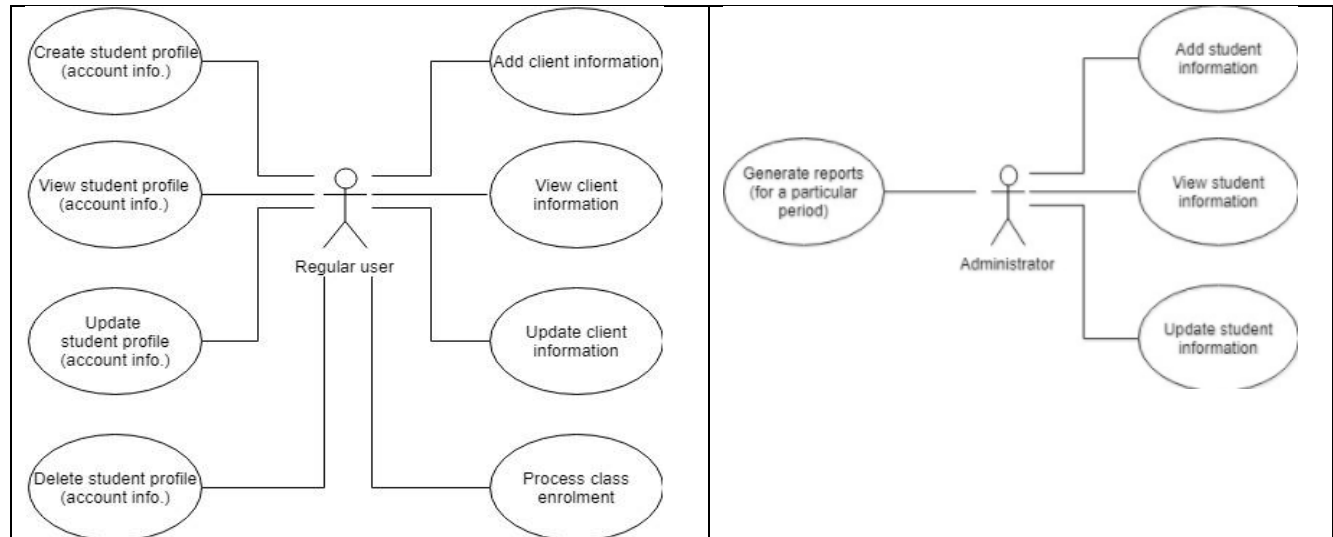 Create student profile
(account info.)
Add client information
View student profile
(account info.)
View client
information
Regular user
Update
student profile
(account info.)
Update client
information
Delete student profile
(account info.)
Process class
enrolment
Add student
information
Generate reports
(for a particular
period)
View student
information
Administrator
Update student
information